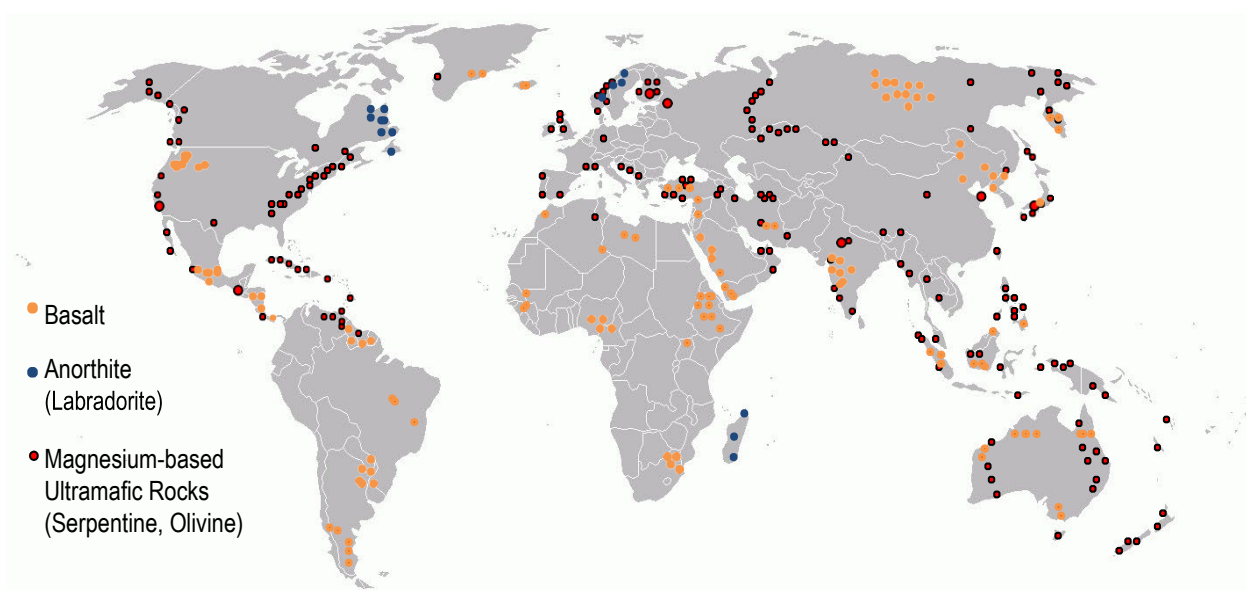 Basalt
Anorthite
(Labradorite)
Magnesium-based
Ultramafic Rocks
(Serpentine, Olivine)